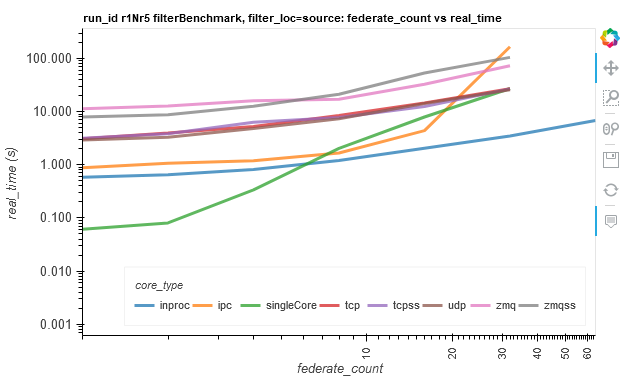 run_id r1Nr5 filterBenchmark, filter_loc=source: federate_count vs real_time
100.000
10.000
1.000
0.100
0.010
0.001
real_time (s)
core_type
inproc ipc singleCore tcp tcpss udp zmq zmqss
10 20 30 40 50 60
federate_count